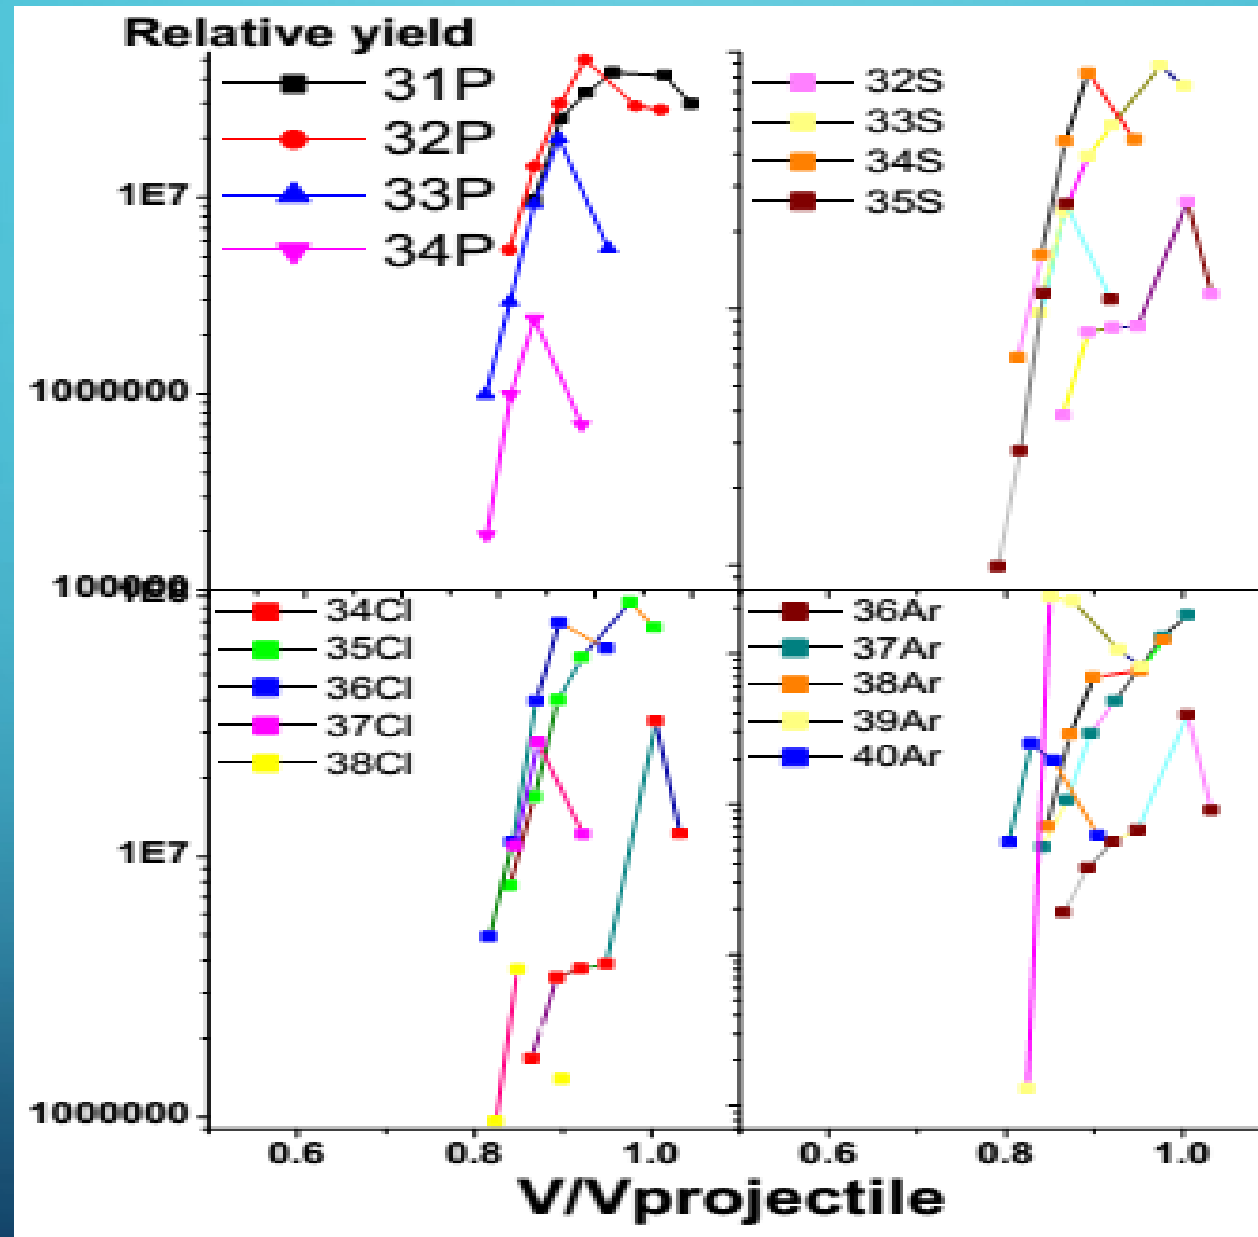 Relative yield
31P
32P
33P
34P
1E7
1000000
100000
32S
33S
34S
35S
34Cl
35Cl
36Cl
37Cl
38Cl
1E7
1000000
36Ar
37Ar
38Ar
39Ar
40Ar
0.6 0.8 1.0 0.6 0.8 1.0
V/Vprojectile